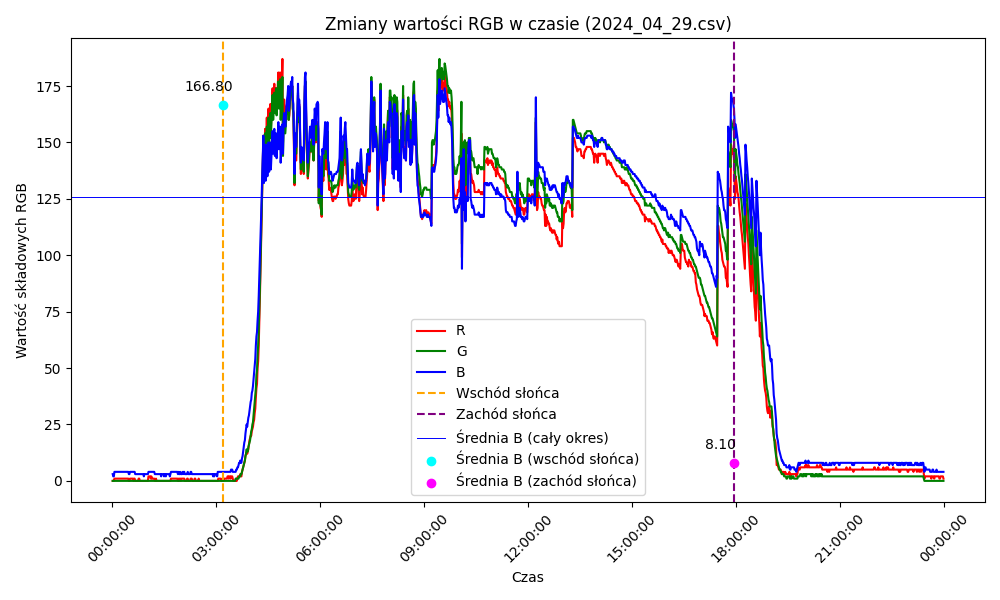 Zmiany wartości RGB w czasie (2024_04_29.csv)
Wartość składowych RGB
175
150
125
100
75
50
25
0
166.80
8.10
R
G
B
Wschód słońca
Zachód słońca
Średnia B (cały okres)
Średnia B (wschód słońca)
Średnia B (zachód słońca)
00:00:00
03:00:00
06:00:00
09:00:00
12:00:00
15:00:00
18:00:00
21:00:00
00:00:00
Czas